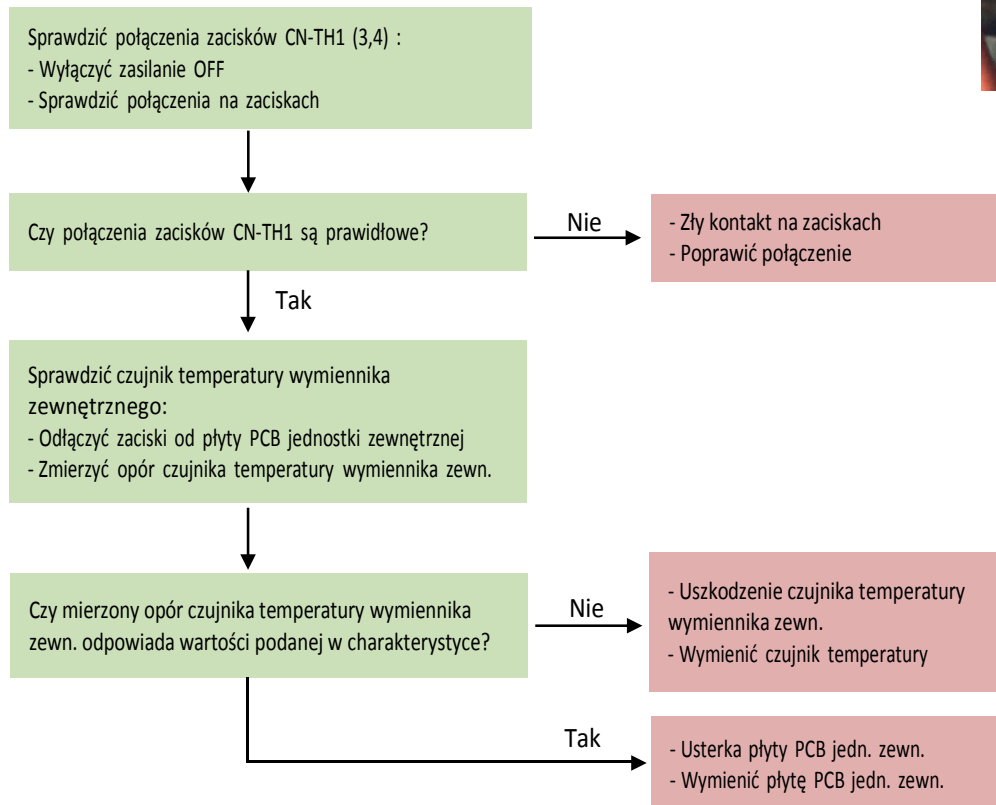 Sprawdzić połączenia zacisków CN-TH1 (3,4) :
- Wyłączyć zasilanie OFF
- Sprawdzić połączenia na zaciskach
Czy połączenia zacisków CN-TH1 są prawidłowe?
Nie
- Zły kontakt na zaciskach
- Poprawić połączenie
Tak
Sprawdzić czujnik temperatury wymiennika
zewnętrznego:
- Odłączyć zaciski od płyty PCB jednostki zewnętrznej
- Zmierzyć opór czujnika temperatury wymiennika zewn.
Czy mierzony opór czujnika temperatury wymiennika
zewn. odpowiada wartości podanej w charakterystyce?
Nie
- Uszkodzenie czujnika temperatury
wymiennika zewn.
- Wymienić czujnik temperatury
Tak
- Usterka płyty PCB jedn. zewn.
- Wymienić płytę PCB jedn. zewn.